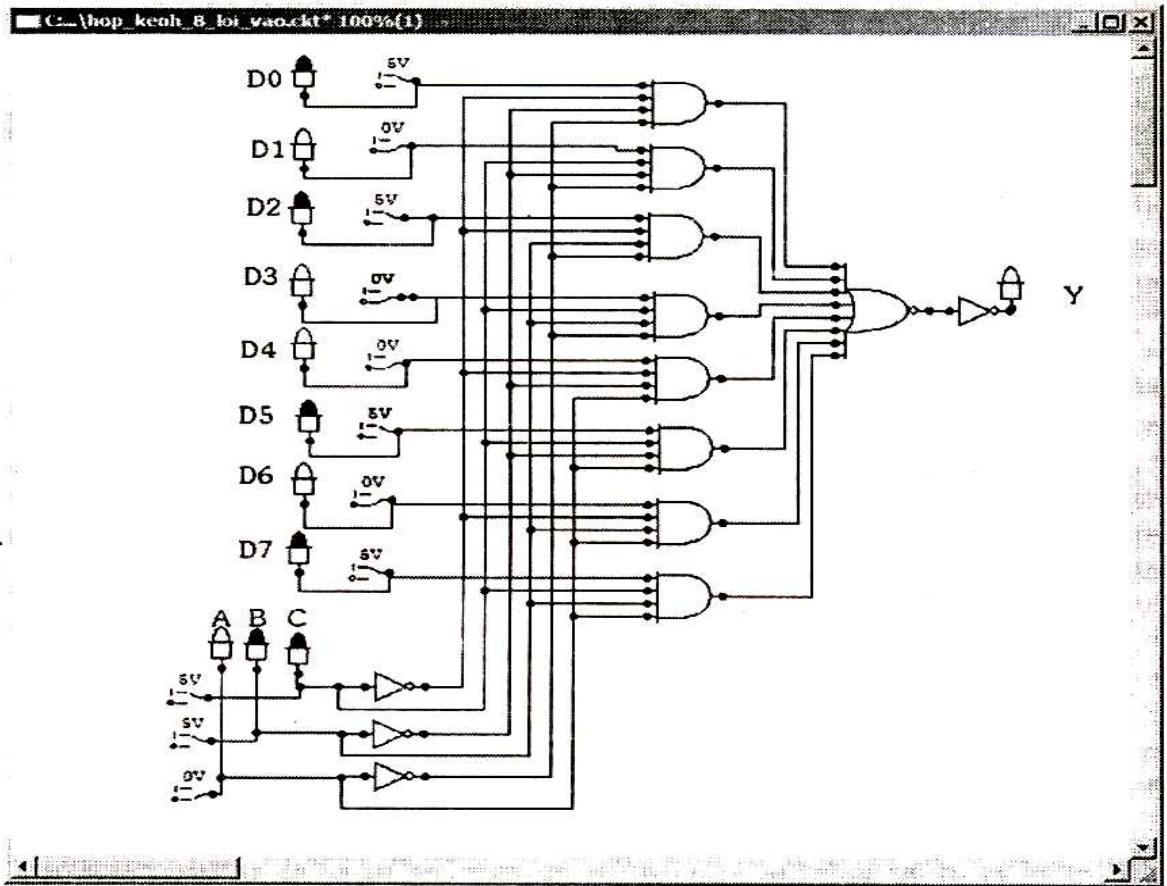 C:...\hop_kenh_8_loi_vao.ckt* 100%(1)
D0 5V
D1 0V
D2 5V
D3 0V
D4 0V
D5 5V
D6 0V
D7 5V
Y
A B C
5V
5V
0V